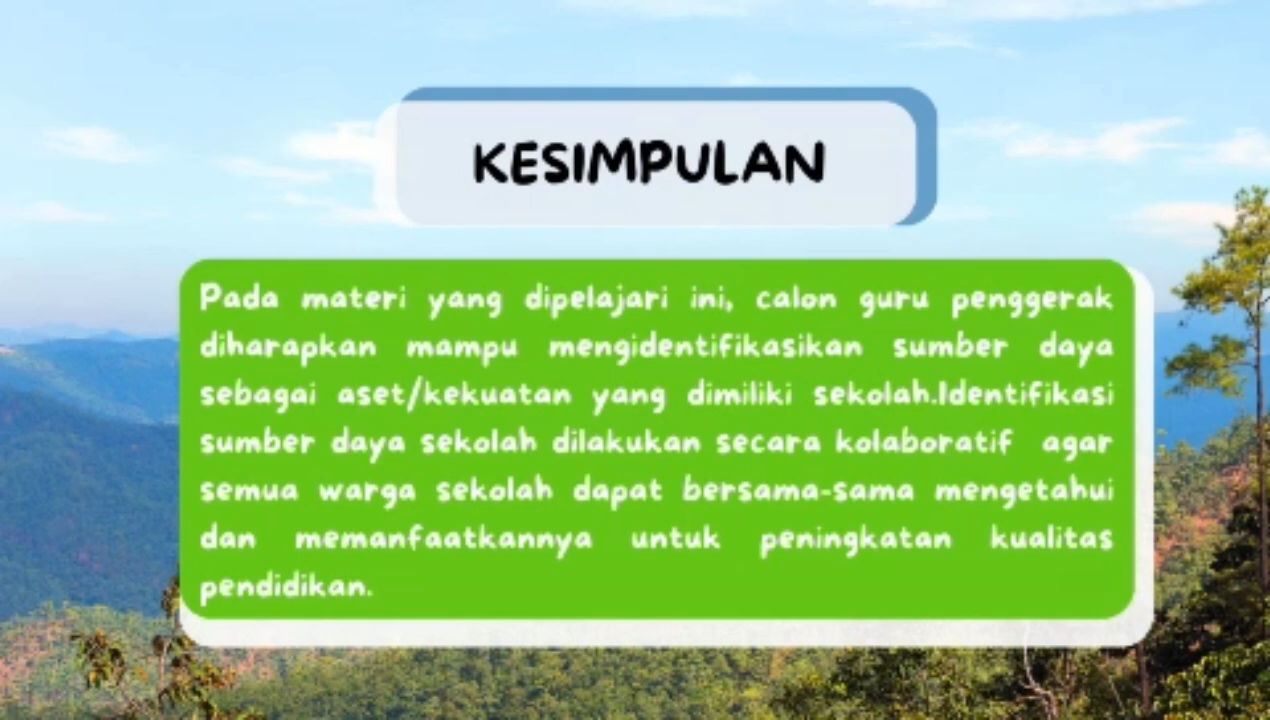 KESIMPULAN
Pada materi yang dipelajari ini, calon guru penggerak
diharapkan mampu mengidentifikasikan sumber daya
sebagai aset/kekuatan yang dimiliki sekolah.Identifikasi
sumber daya sekolah dilakukan secara kolaboratif agar
semua warga sekolah dapat bersama-sama mengetahui
dan memanfaatkannya untuk peningkatan kualitas
pendidikan.